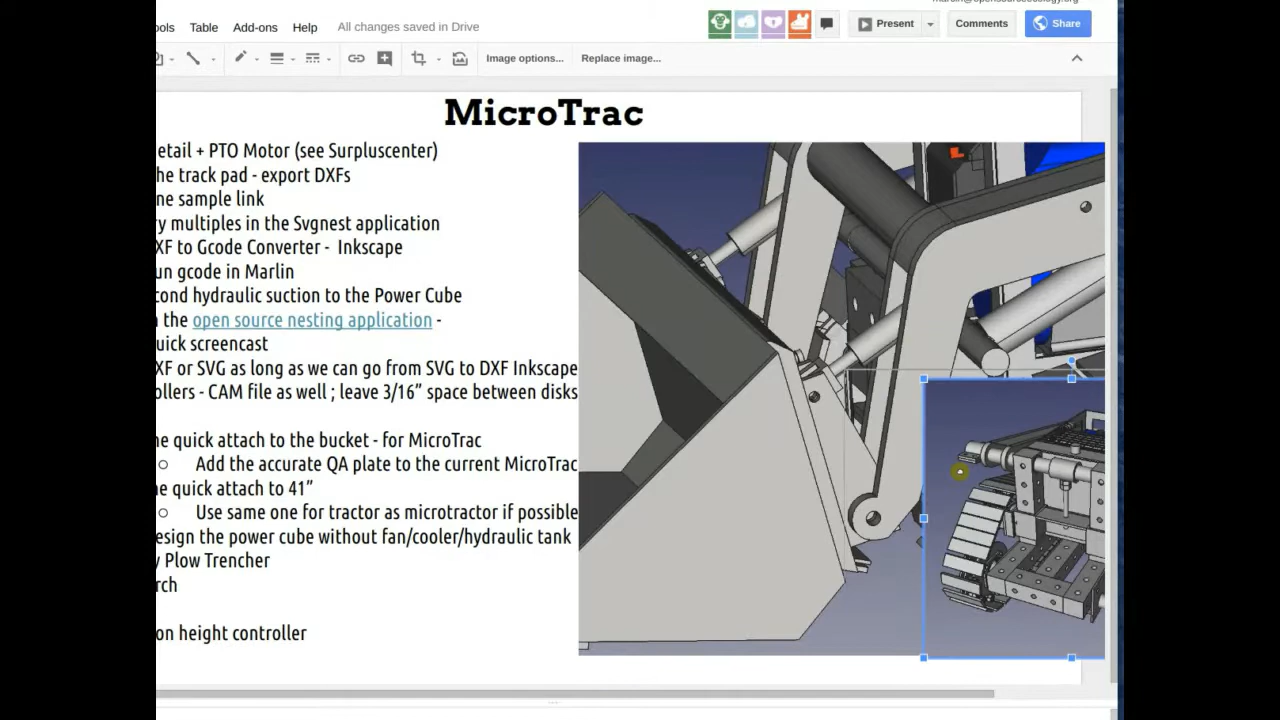 ools Table Add-ons Help All changes saved in Drive Present Comments Share
Image options... Replace image...
MicroTrac
etail + PTO Motor (see Surpluscenter)
he track pad - export DXFs
ne sample link
ry multiples in the Svgnest application
XF to Gcode Converter - Inkscape
un gcode in Marlin
cond hydraulic suction to the Power Cube
n the open source nesting application -
uick screencast
XF or SVG as long as we can go from SVG to DXF Inkscape
ollers - CAM file as well ; leave 3/16” space between disks
he quick attach to the bucket - for MicroTrac
○ Add the accurate QA plate to the current MicroTrac
he quick attach to 41”
○ Use same one for tractor as microtractor if possible
esign the power cube without fan/cooler/hydraulic tank
y Plow Trencher
rch
on height controller